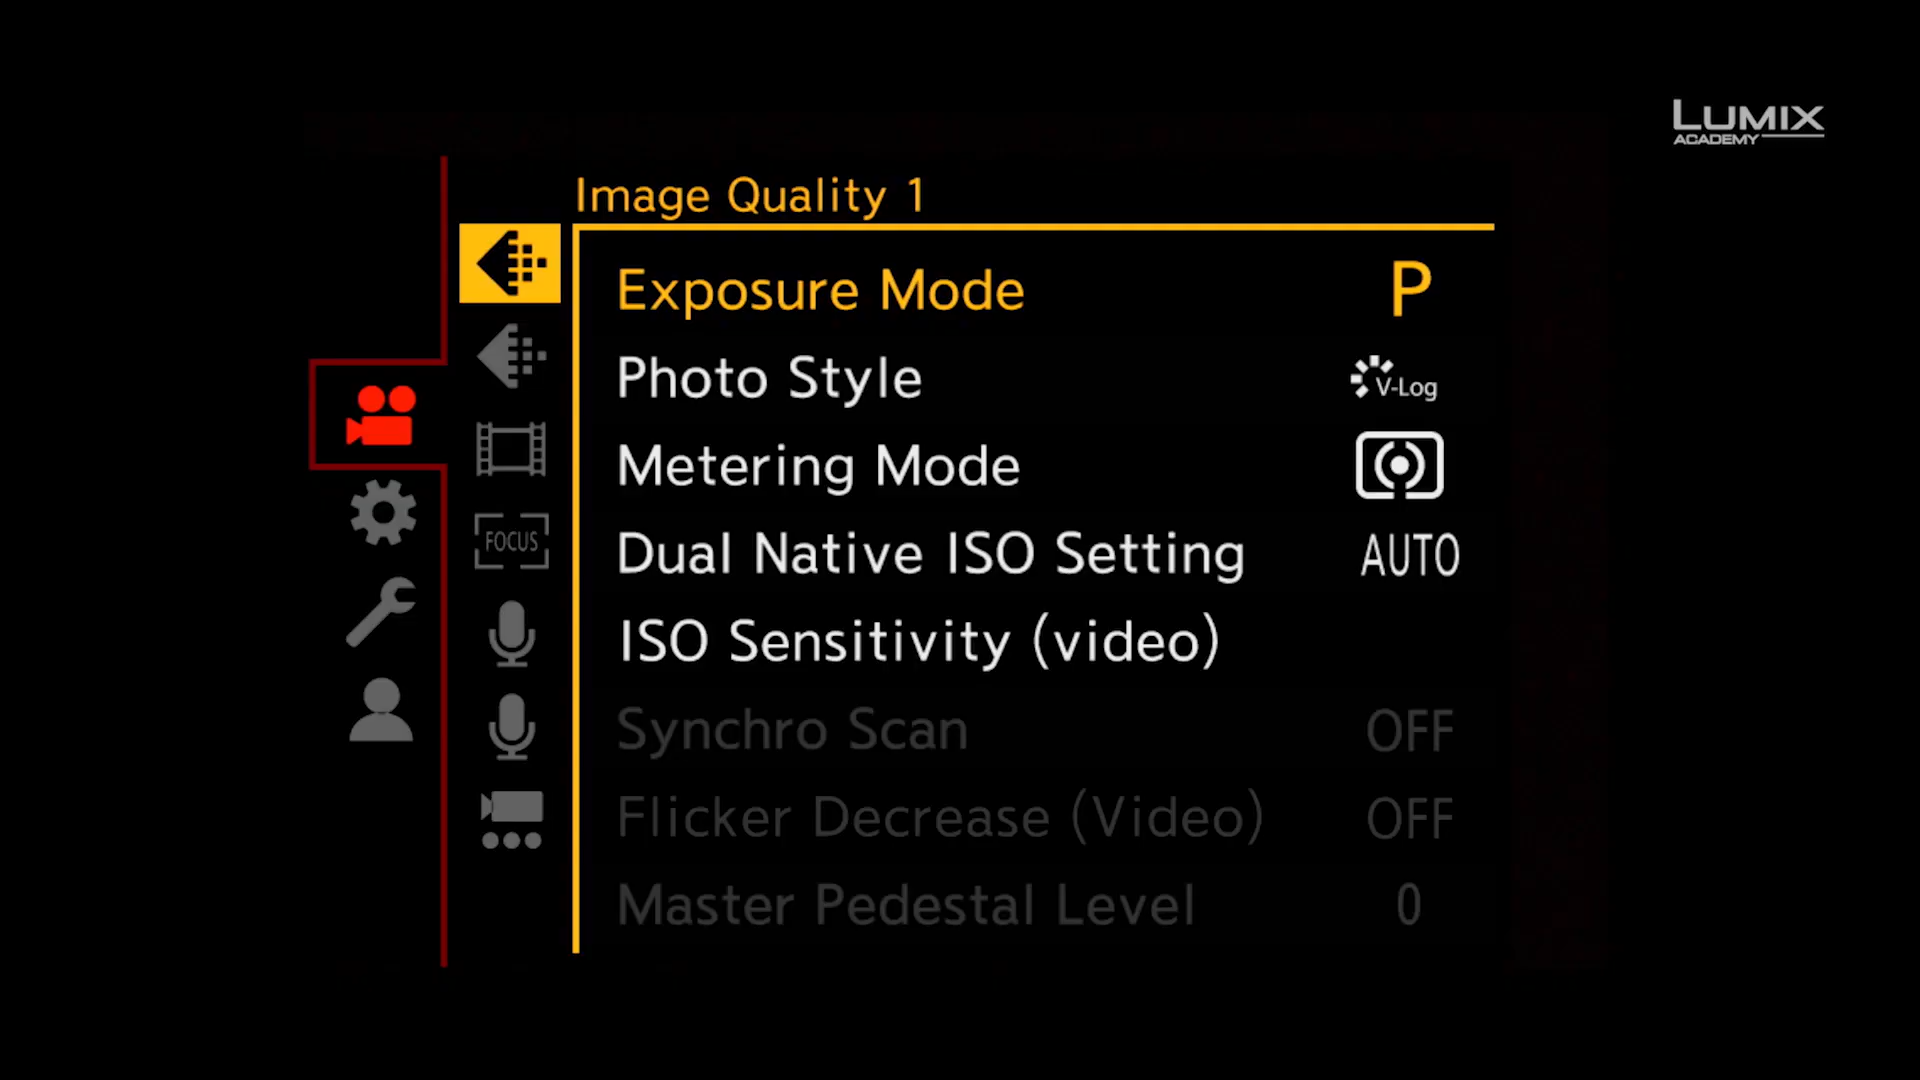 LUMIX
ACADEMY
Image Quality 1
Exposure Mode P
Photo Style V-Log
Metering Mode
Dual Native ISO Setting AUTO
ISO Sensitivity (video)
Synchro Scan OFF
Flicker Decrease (Video) OFF
Master Pedestal Level 0
FOCUS